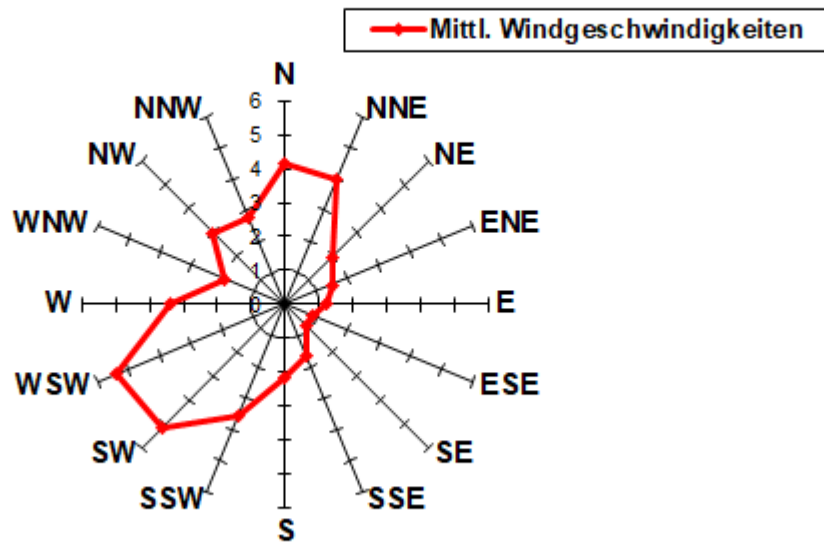 Mittl. Windgeschwindigkeiten
N
NNW
6
NNE
5
NW
4
NE
3
WNW
2
ENE
1
W
0
E
WSW
ESE
SW
SE
SSW
SSE
S